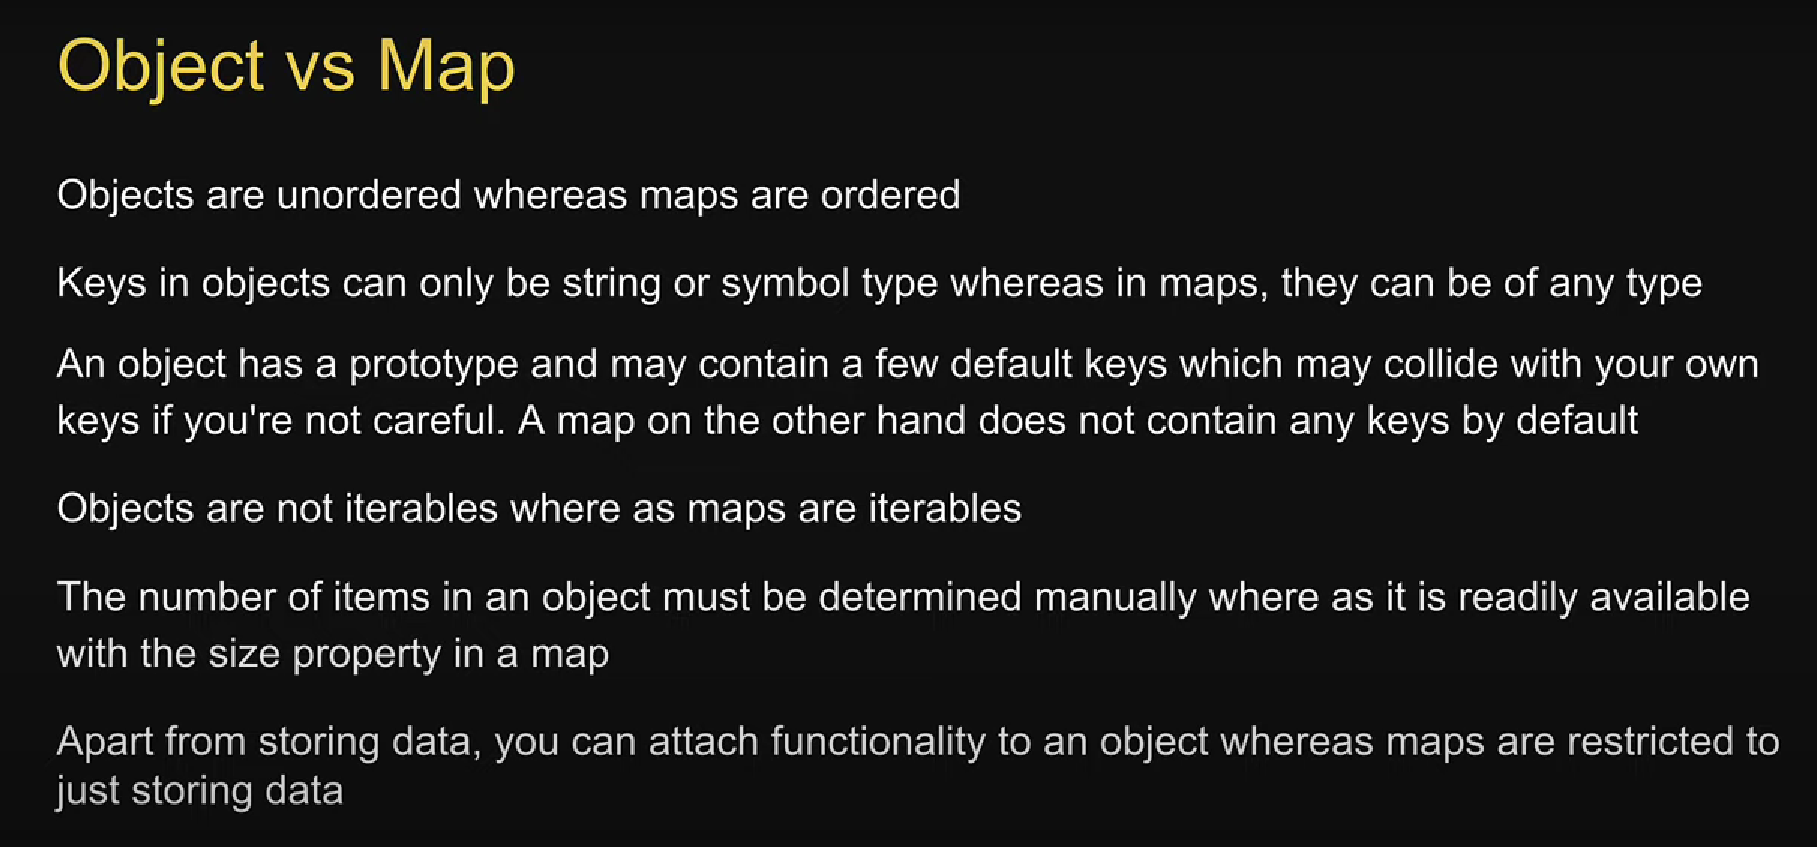 Object vs Map
Objects are unordered whereas maps are ordered
Keys in objects can only be string or symbol type whereas in maps, they can be of any type
An object has a prototype and may contain a few default keys which may collide with your own
keys if you're not careful. A map on the other hand does not contain any keys by default
Objects are not iterables where as maps are iterables
The number of items in an object must be determined manually where as it is readily available
with the size property in a map
Apart from storing data, you can attach functionality to an object whereas maps are restricted to
just storing data